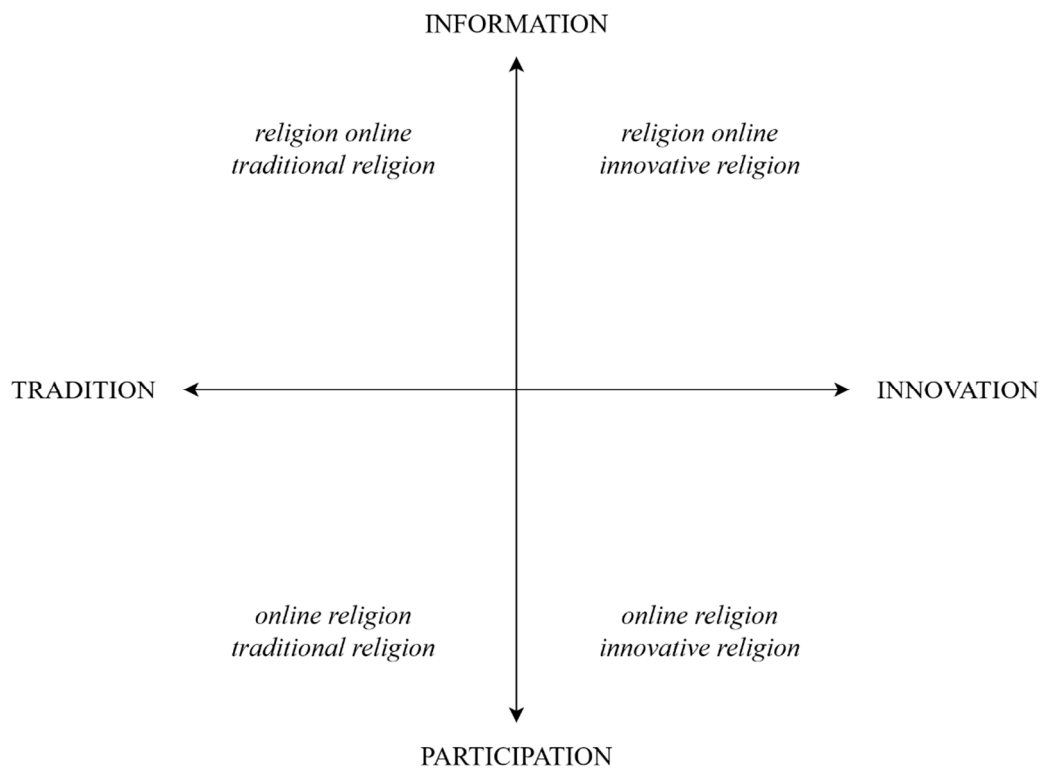 INFORMATION
religion online
traditional religion
religion online
innovative religion
TRADITION
INNOVATION
online religion
traditional religion
online religion
innovative religion
PARTICIPATION